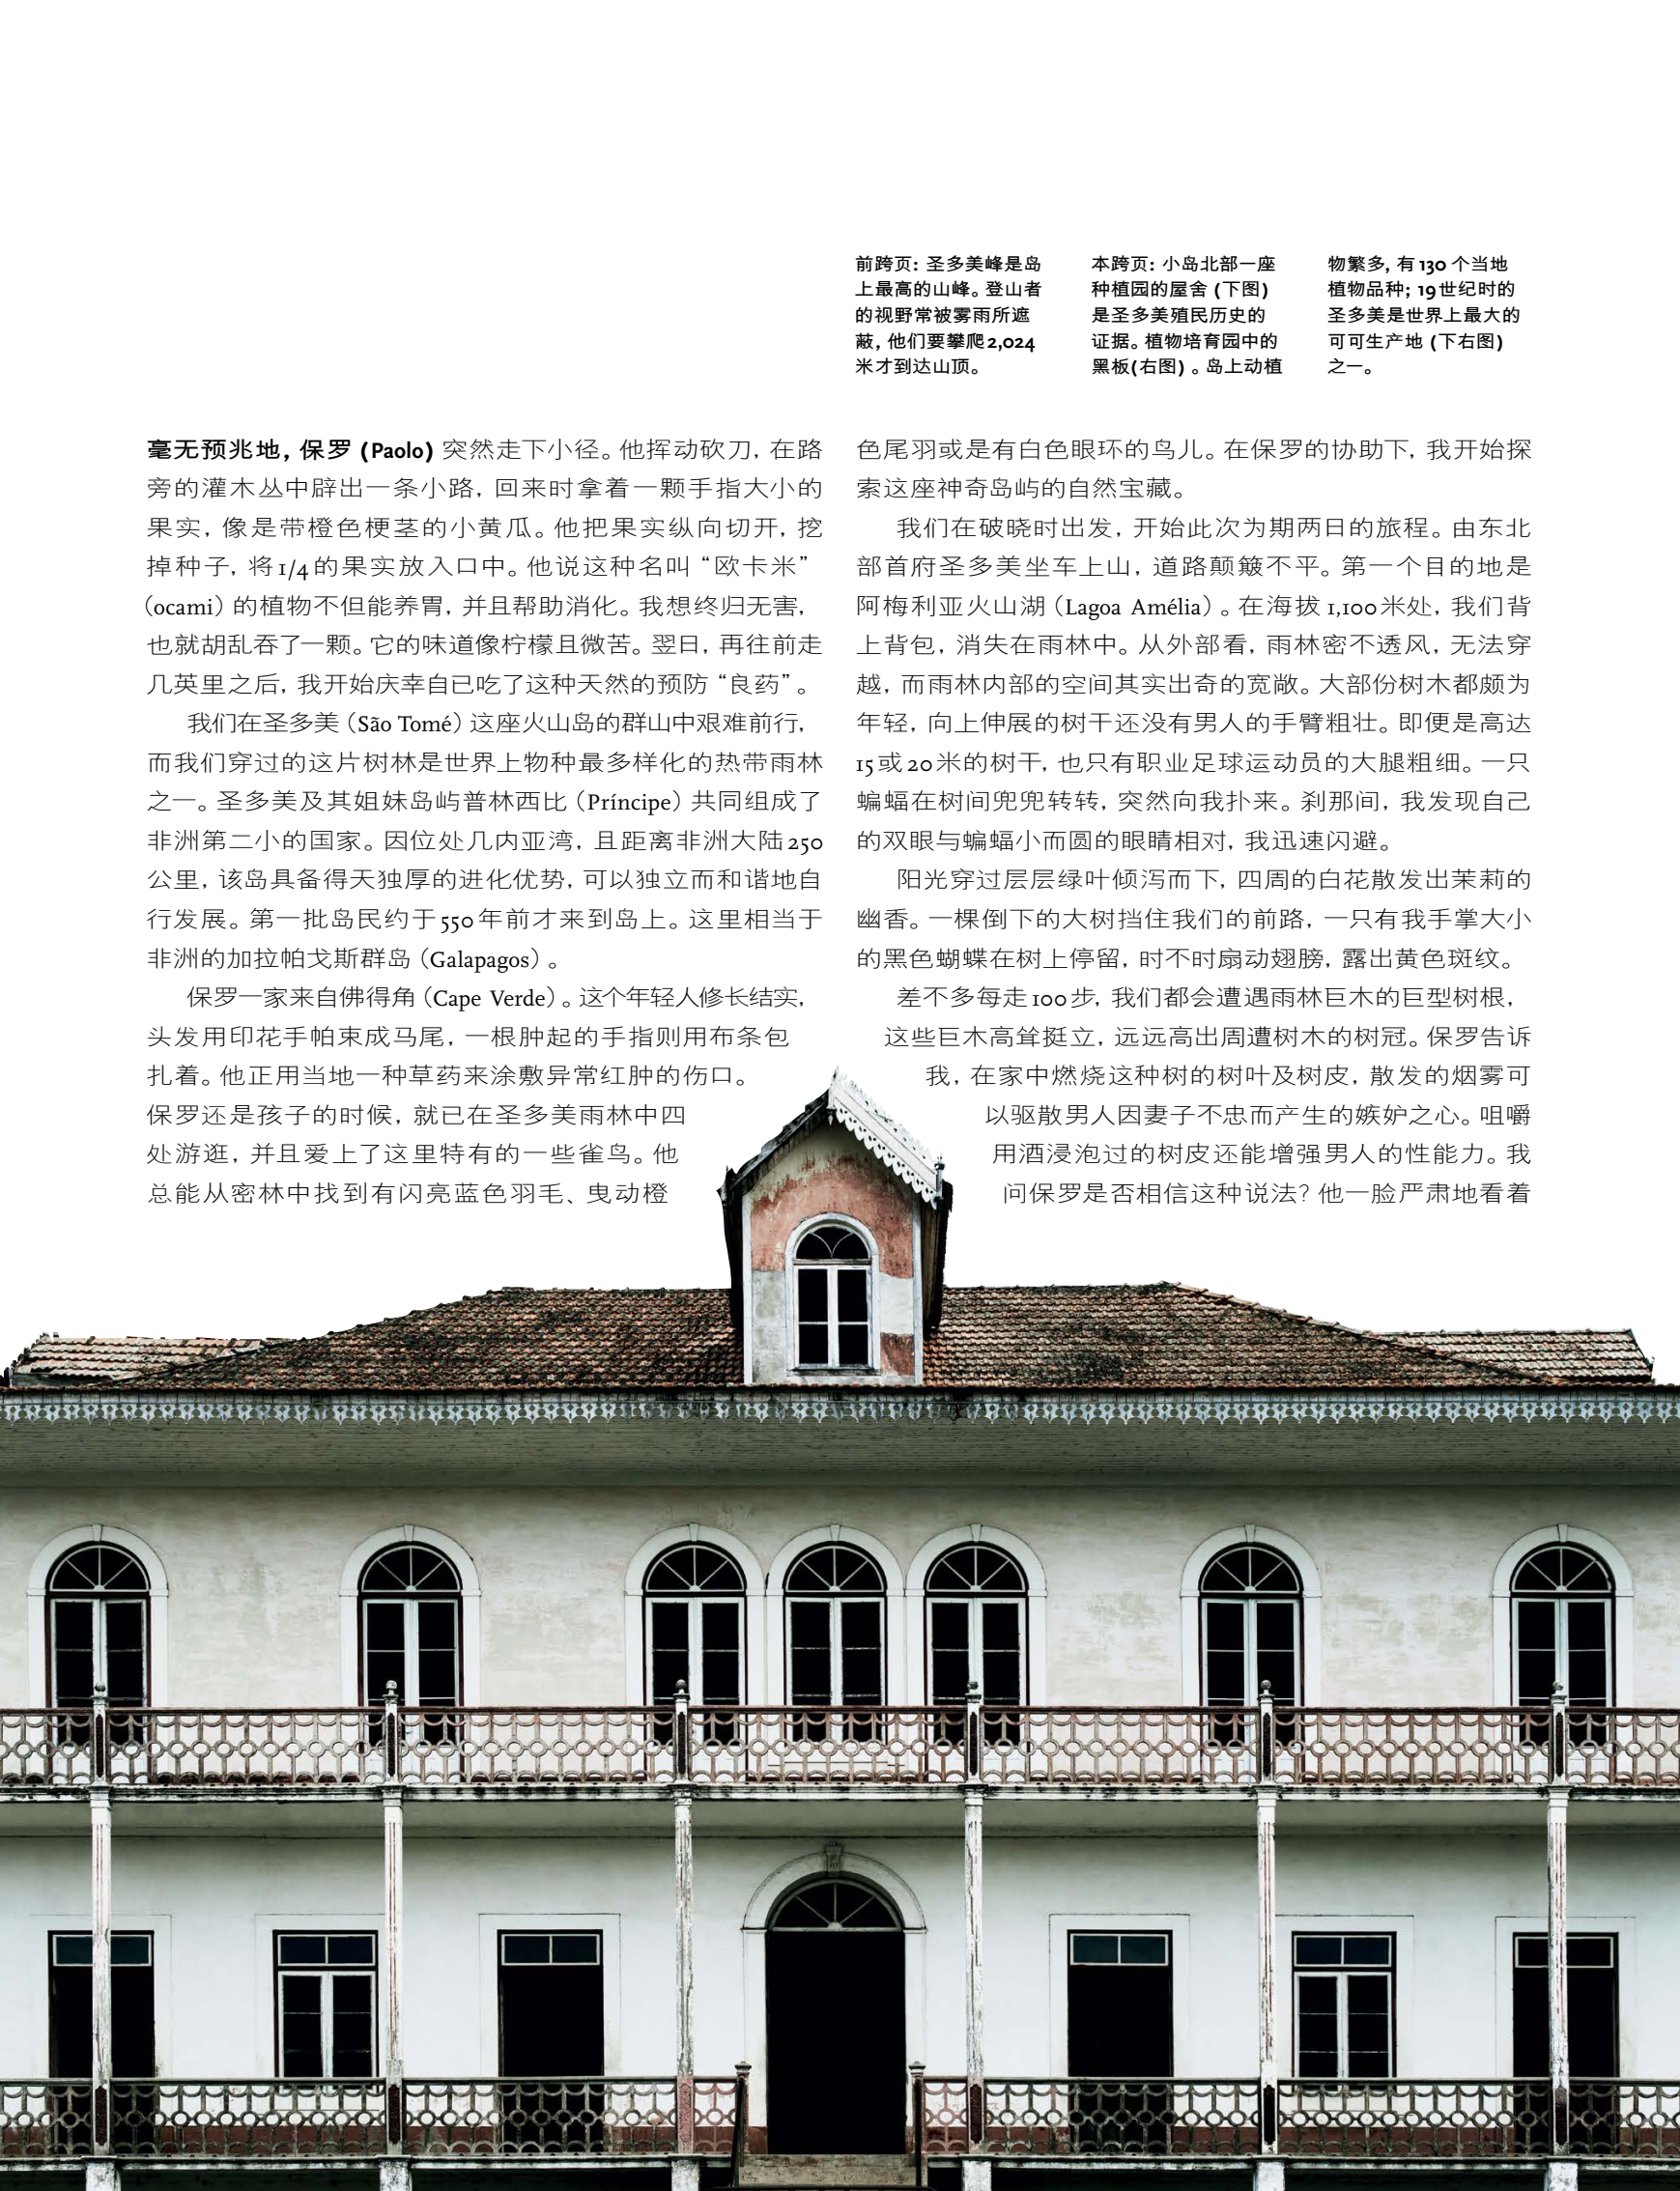 前跨页: 圣多美峰是岛
上最高的山峰。登山者
的视野常被雾雨所遮
蔽, 他们要攀爬2,024
米才到达山顶。
本跨页: 小岛北部一座
种植园的屋舍 (下图)
是圣多美殖民历史的
证据。植物培育园中的
黑板(右图) 。岛上动植
物繁多, 有130 个当地
植物品种; 19世纪时的
圣多美是世界上最大的
可可生产地 (下右图)
之一。
毫无预兆地, 保罗 (Paolo) 突然走下小径。他挥动砍刀, 在路
旁的灌木丛中辟出一条小路, 回来时拿着一颗手指大小的
果实, 像是带橙色梗茎的小黄瓜。他把果实纵向切开, 挖
掉种子, 将1/4的果实放入口中。他说这种名叫“欧卡米”
(ocami) 的植物不但能养胃, 并且帮助消化。我想终归无害,
也就胡乱吞了一颗。它的味道像柠檬且微苦。翌日, 再往前走
几英里之后, 我开始庆幸自已吃了这种天然的预防“良药”。
我们在圣多美 (São Tomé) 这座火山岛的群山中艰难前行,
而我们穿过的这片树林是世界上物种最多样化的热带雨林
之一。圣多美及其姐妹岛屿普林西比 (Príncipe) 共同组成了
非洲第二小的国家。因位处几内亚湾, 且距离非洲大陆250
公里, 该岛具备得天独厚的进化优势, 可以独立而和谐地自
行发展。第一批岛民约于550年前才来到岛上。这里相当于
非洲的加拉帕戈斯群岛 (Galapagos) 。
保罗一家来自佛得角 (Cape Verde) 。这个年轻人修长结实,
头发用印花手帕束成马尾, 一根肿起的手指则用布条包
扎着。他正用当地一种草药来涂敷异常红肿的伤口。
保罗还是孩子的时候, 就已在圣多美雨林中四
处游逛, 并且爱上了这里特有的一些雀鸟。他
总能从密林中找到有闪亮蓝色羽毛、曳动橙
色尾羽或是有白色眼环的鸟儿。在保罗的协助下, 我开始探
索这座神奇岛屿的自然宝藏。
我们在破晓时出发, 开始此次为期两日的旅程。由东北
部首府圣多美坐车上山, 道路颠簸不平。第一个目的地是
阿梅利亚火山湖 (Lagoa Amélia) 。在海拔1,100米处, 我们背
上背包, 消失在雨林中。从外部看, 雨林密不透风, 无法穿
越, 而雨林内部的空间其实出奇的宽敞。大部份树木都颇为
年轻, 向上伸展的树干还没有男人的手臂粗壮。即便是高达
15或20米的树干, 也只有职业足球运动员的大腿粗细。一只
蝙蝠在树间兜兜转转, 突然向我扑来。刹那间, 我发现自己
的双眼与蝙蝠小而圆的眼睛相对, 我迅速闪避。
阳光穿过层层绿叶倾泻而下, 四周的白花散发出茉莉的
幽香。一棵倒下的大树挡住我们的前路, 一只有我手掌大小
的黑色蝴蝶在树上停留, 时不时扇动翅膀, 露出黄色斑纹。
差不多每走100步, 我们都会遭遇雨林巨木的巨型树根,
这些巨木高耸挺立, 远远高出周遭树木的树冠。保罗告诉
我, 在家中燃烧这种树的树叶及树皮, 散发的烟雾可
以驱散男人因妻子不忠而产生的嫉妒之心。咀嚼
用酒浸泡过的树皮还能增强男人的性能力。我
问保罗是否相信这种说法? 他一脸严肃地看着